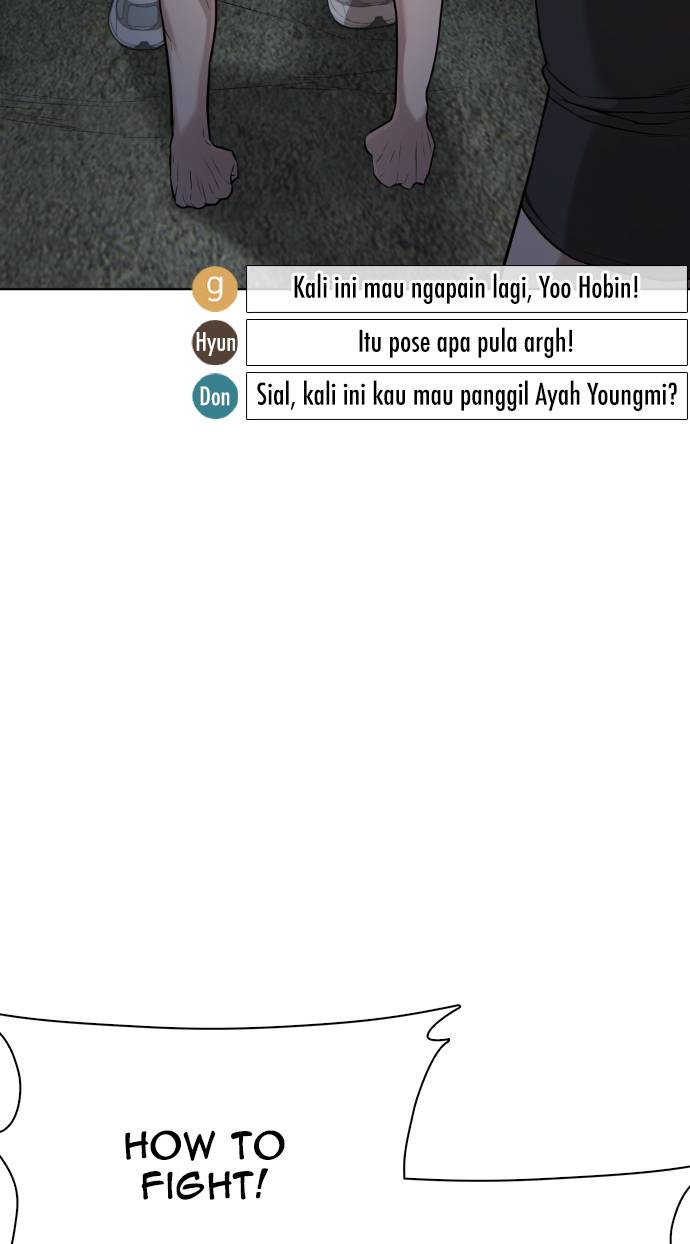 g Kali ini mau ngapain lagi, Yoo Hobin!
Hyun Itu pose apa pula argh!
Don Sial, kali ini kau mau panggil Ayah Youngmi?
HOW TO
FIGHT!